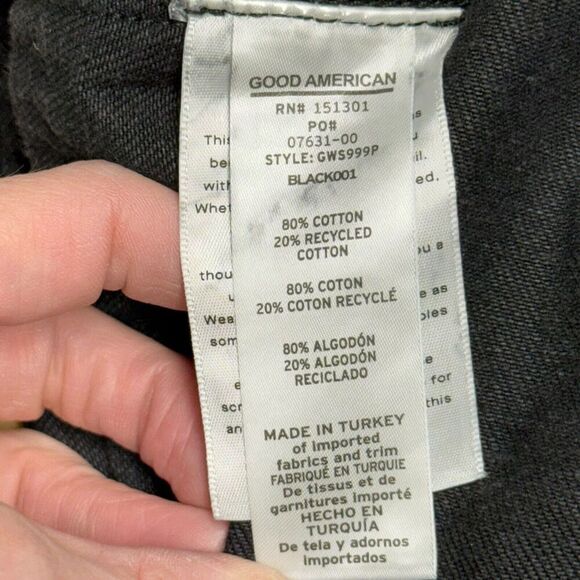 GOOD AMERICAN
RN# 151301
PO#
07631-00
STYLE: GWS999P
BLACK001
80% COTTON
20% RECYCLED
COTTON
80% COTON
20% COTON RECYCLÉ
80% ALGODÓN
20% ALGODÓN
RECICLADO
MADE IN TURKEY
of imported
fabrics and trim
FABRIQUÉ EN TURQUIE
De tissus et de
garnitures importé
HECHO EN
TURQUÍA
De tela y adornos
importados
for
this